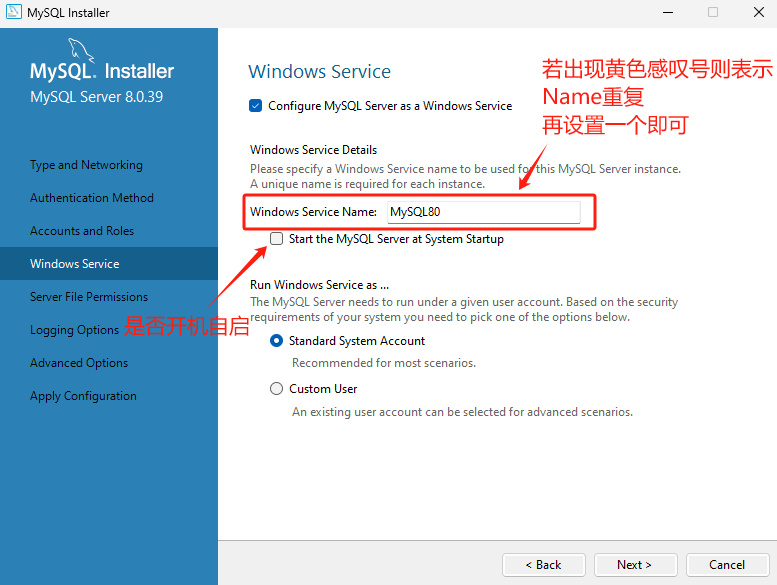 MySQL Installer
MySQL. Installer
MySQL Server 8.0.39
Type and Networking
Authentication Method
Accounts and Roles
Windows Service
Server File Permissions
Logging Options
Advanced Options
Apply Configuration
Windows Service
Configure MySQL Server as a Windows Service
若出现黄色感叹号则表示
Name重复
再设置一个即可
Windows Service Details
Please specify a Windows Service name to be used for this MySQL Server instance.
A unique name is required for each instance.
Windows Service Name: MySQL80
Start the MySQL Server at System Startup
是否开机自启
Run Windows Service as ...
The MySQL Server needs to run under a given user account. Based on the security
requirements of your system you need to pick one of the options below.
Standard System Account
Recommended for most scenarios.
Custom User
An existing user account can be selected for advanced scenarios.
< Back
Next >
Cancel